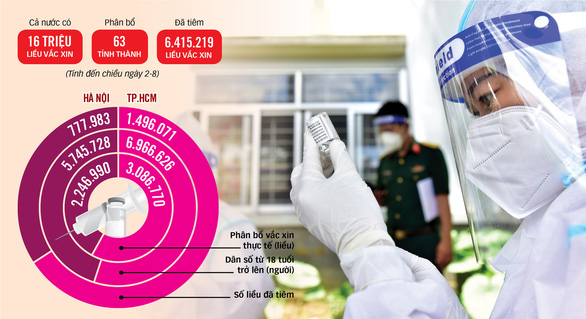 Cả nước có
16 TRIỆU
LIỀU VẮC XIN
Phân bổ
63
TỈNH THÀNH
Đã tiêm
6.415.219
LIỀU VẮC XIN
(Tính đến chiều ngày 2-8)
HÀ NỘI
TP.HCM
777.983
1.496.071
5.745.728
6.966.626
2.246.990
3.086.770
Phân bổ vắc xin
thực tế (liều)
Dân số từ 18 tuổi
trở lên (người)
Số liều đã tiêm